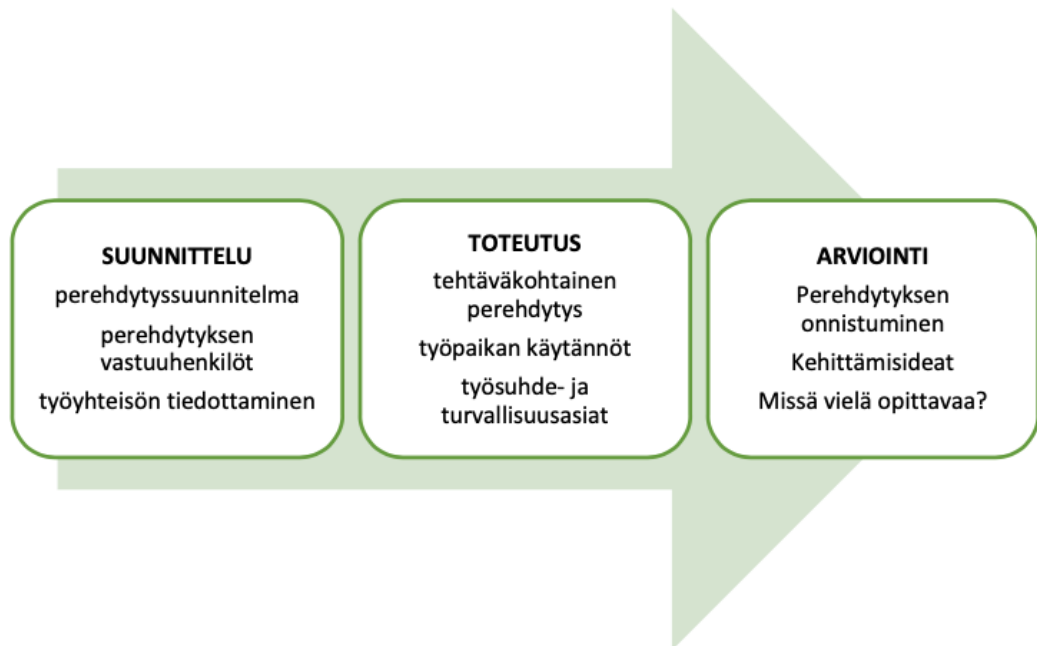 SUUNNITTELU
perehdytyssuunnitelma
perehdytyksen
vastuuhenkilöt
työyhteisön tiedottaminen
TOTEUTUS
tehtäväkohtainen
perehdytys
työpaikan käytännöt
työsuhde- ja
turvallisuusasiat
ARVIOINTI
Perehdytyksen
onnistuminen
Kehittämisideat
Missä vielä opittavaa?